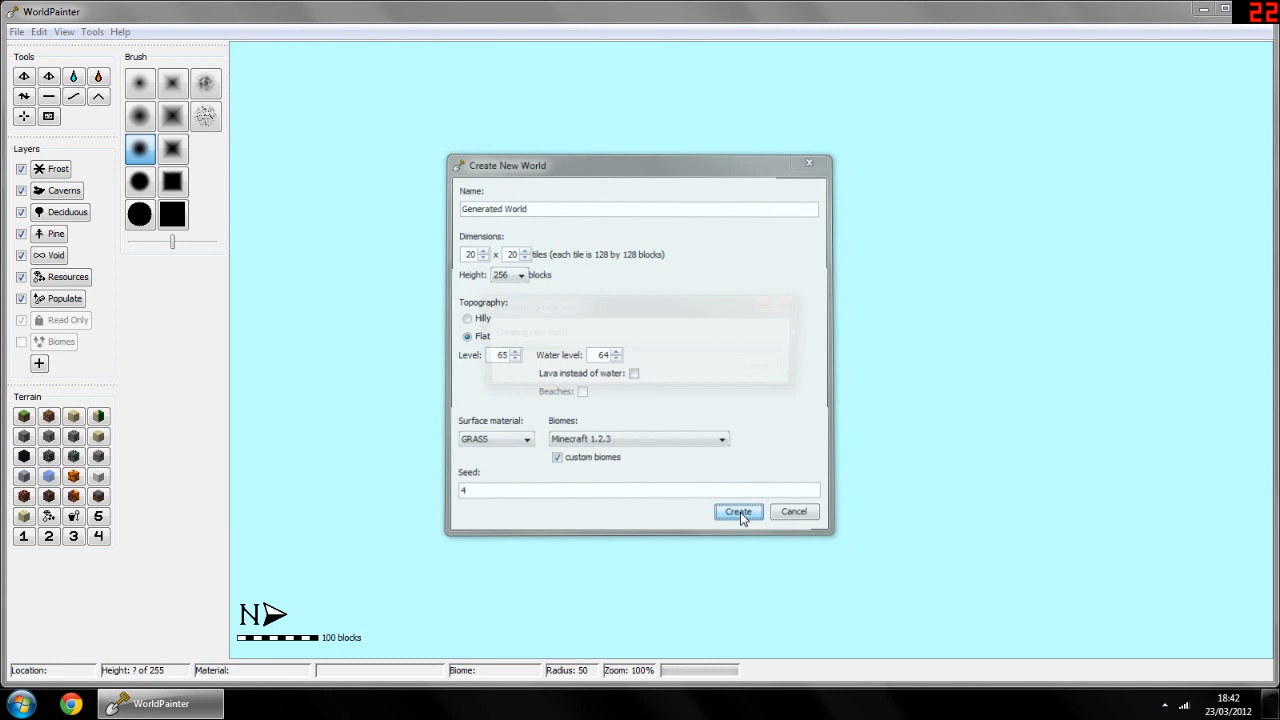 WorldPainter
22
File Edit View Tools Help
Tools
Brush
Layers
Frost
Caverns
Deciduous
Pine
Void
Resources
Populate
Read Only
Biomes
Terrain
5
1 2 3 4
Create New World
Name:
Generated World
Dimensions:
20 x 20 tiles (each tile is 128 by 128 blocks)
Height: 256 blocks
Topography:
Hilly
Flat
Level: 65 Water level: 64
Lava instead of water:
Beaches:
Surface material: Biomes:
GRASS Minecraft 1.2.3
custom biomes
Seed:
4
Create Cancel
N
100 blocks
Location: Height: ? of 255 Material: Biome: Radius: 50 Zoom: 100%
WorldPainter
18:42
23/03/2012